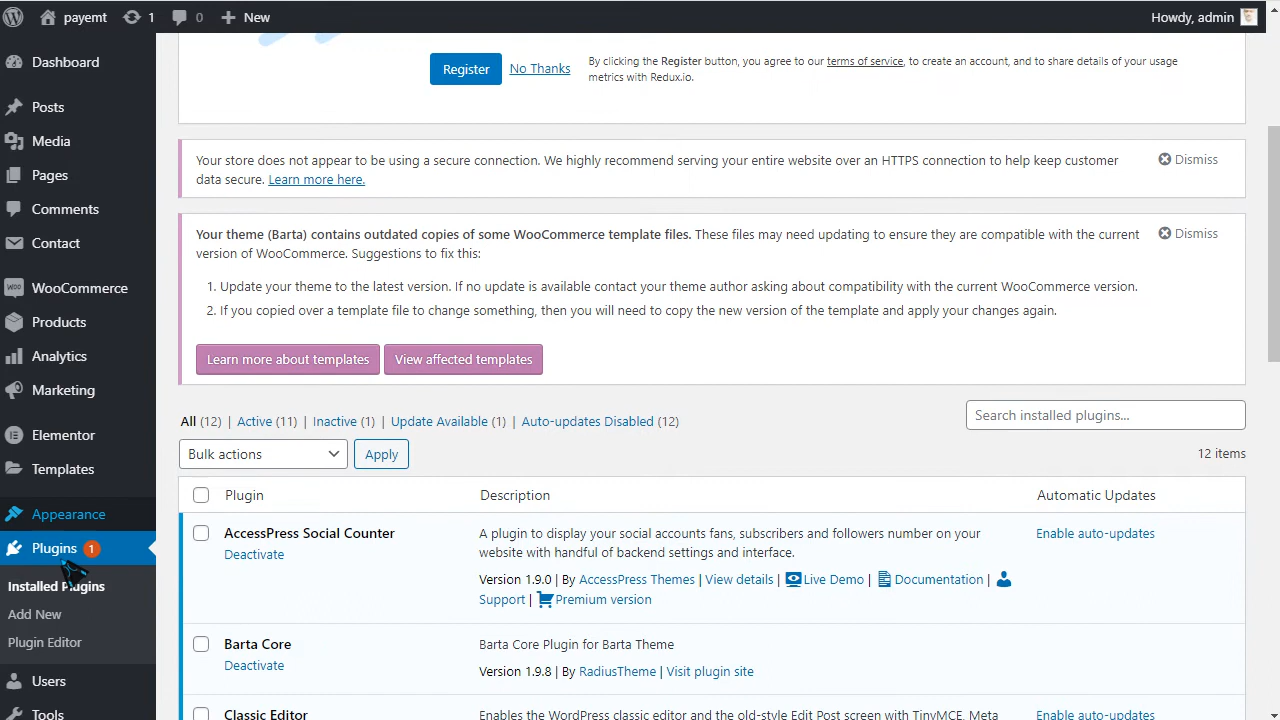 payemt 1 0 New Howdy, admin
Dashboard
Posts
Media
Pages
Comments
Contact
WooCommerce
Products
Analytics
Marketing
Elementor
Templates
Appearance
Plugins 1
Installed Plugins
Add New
Plugin Editor
Users
Tools
Register No Thanks
By clicking the Register button, you agree to our terms of service, to create an account, and to share details of your usage
metrics with Redux.io.
Your store does not appear to be using a secure connection. We highly recommend serving your entire website over an HTTPS connection to help keep customer
data secure. Learn more here.
Dismiss
Your theme (Barta) contains outdated copies of some WooCommerce template files. These files may need updating to ensure they are compatible with the current
version of WooCommerce. Suggestions to fix this:
Dismiss
1. Update your theme to the latest version. If no update is available contact your theme author asking about compatibility with the current WooCommerce version.
2. If you copied over a template file to change something, then you will need to copy the new version of the template and apply your changes again.
Learn more about templates View affected templates
All (12) | Active (11) | Inactive (1) | Update Available (1) | Auto-updates Disabled (12)
Search installed plugins...
Bulk actions Apply
12 items
Plugin Description Automatic Updates
AccessPress Social Counter
Deactivate
A plugin to display your social accounts fans, subscribers and followers number on your
website with handful of backend settings and interface.
Version 1.9.0 | By AccessPress Themes | View details | Live Demo | Documentation |
Support | Premium version
Enable auto-updates
Barta Core
Deactivate
Barta Core Plugin for Barta Theme
Version 1.9.8 | By RadiusTheme | Visit plugin site
Classic Editor
Enables the WordPress classic editor and the old-style Edit Post screen with TinyMCE, Meta
Enable auto-updates